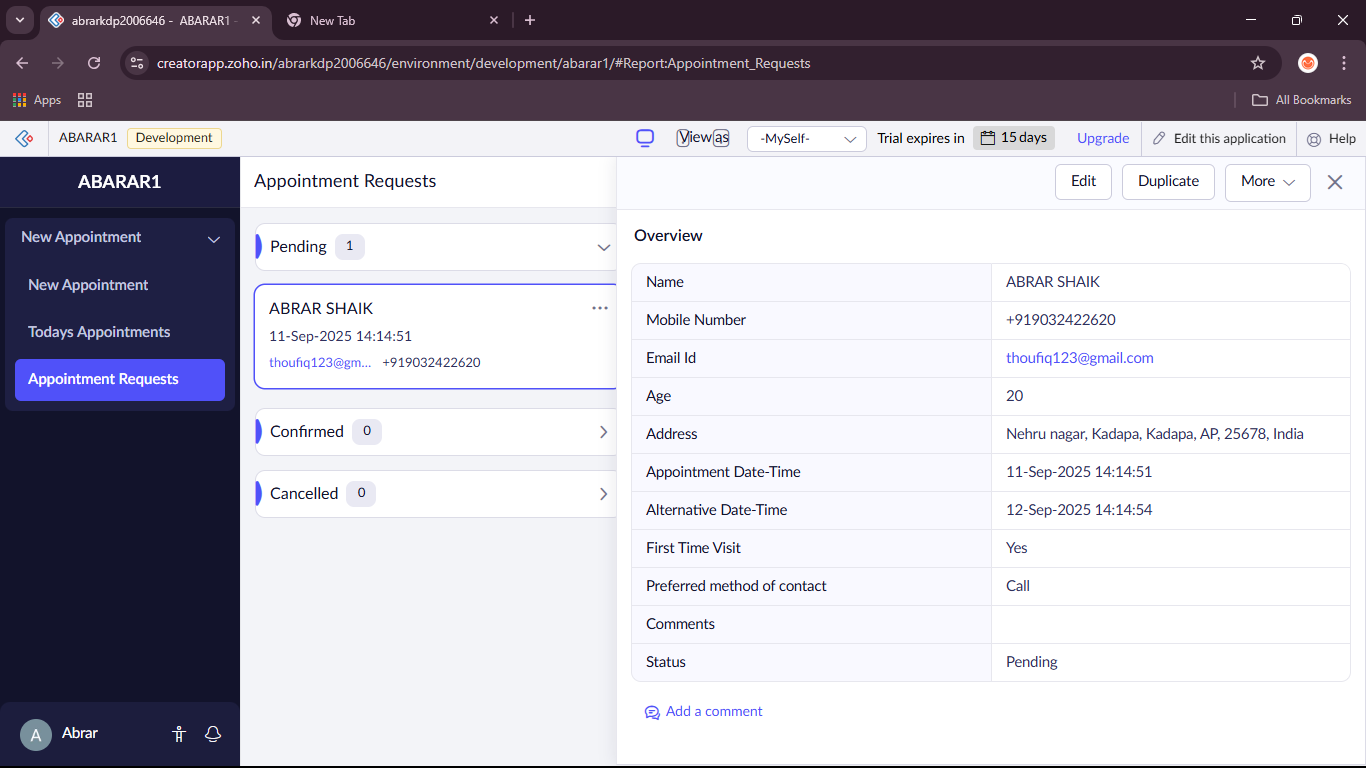 abrarkdp2006646 - ABARAR1 -
New Tab
creatorapp.zoho.in/abrarkdp2006646/environment/development/abarar1/#Report:Appointment_Requests
Apps
All Bookmarks
ABARAR1 Development
View as -MySelf- Trial expires in 15 days Upgrade Edit this application Help
ABARAR1
New Appointment
New Appointment
Todays Appointments
Appointment Requests
A Abrar
Appointment Requests
Pending 1
ABRAR SHAIK
11-Sep-2025 14:14:51
thoufiq123@gm... +919032422620
Confirmed 0
Cancelled 0
Edit Duplicate More
Overview
Name ABRAR SHAIK
Mobile Number +919032422620
Email Id thoufiq123@gmail.com
Age 20
Address Nehru nagar, Kadapa, Kadapa, AP, 25678, India
Appointment Date-Time 11-Sep-2025 14:14:51
Alternative Date-Time 12-Sep-2025 14:14:54
First Time Visit Yes
Preferred method of contact Call
Comments
Status Pending
Add a comment